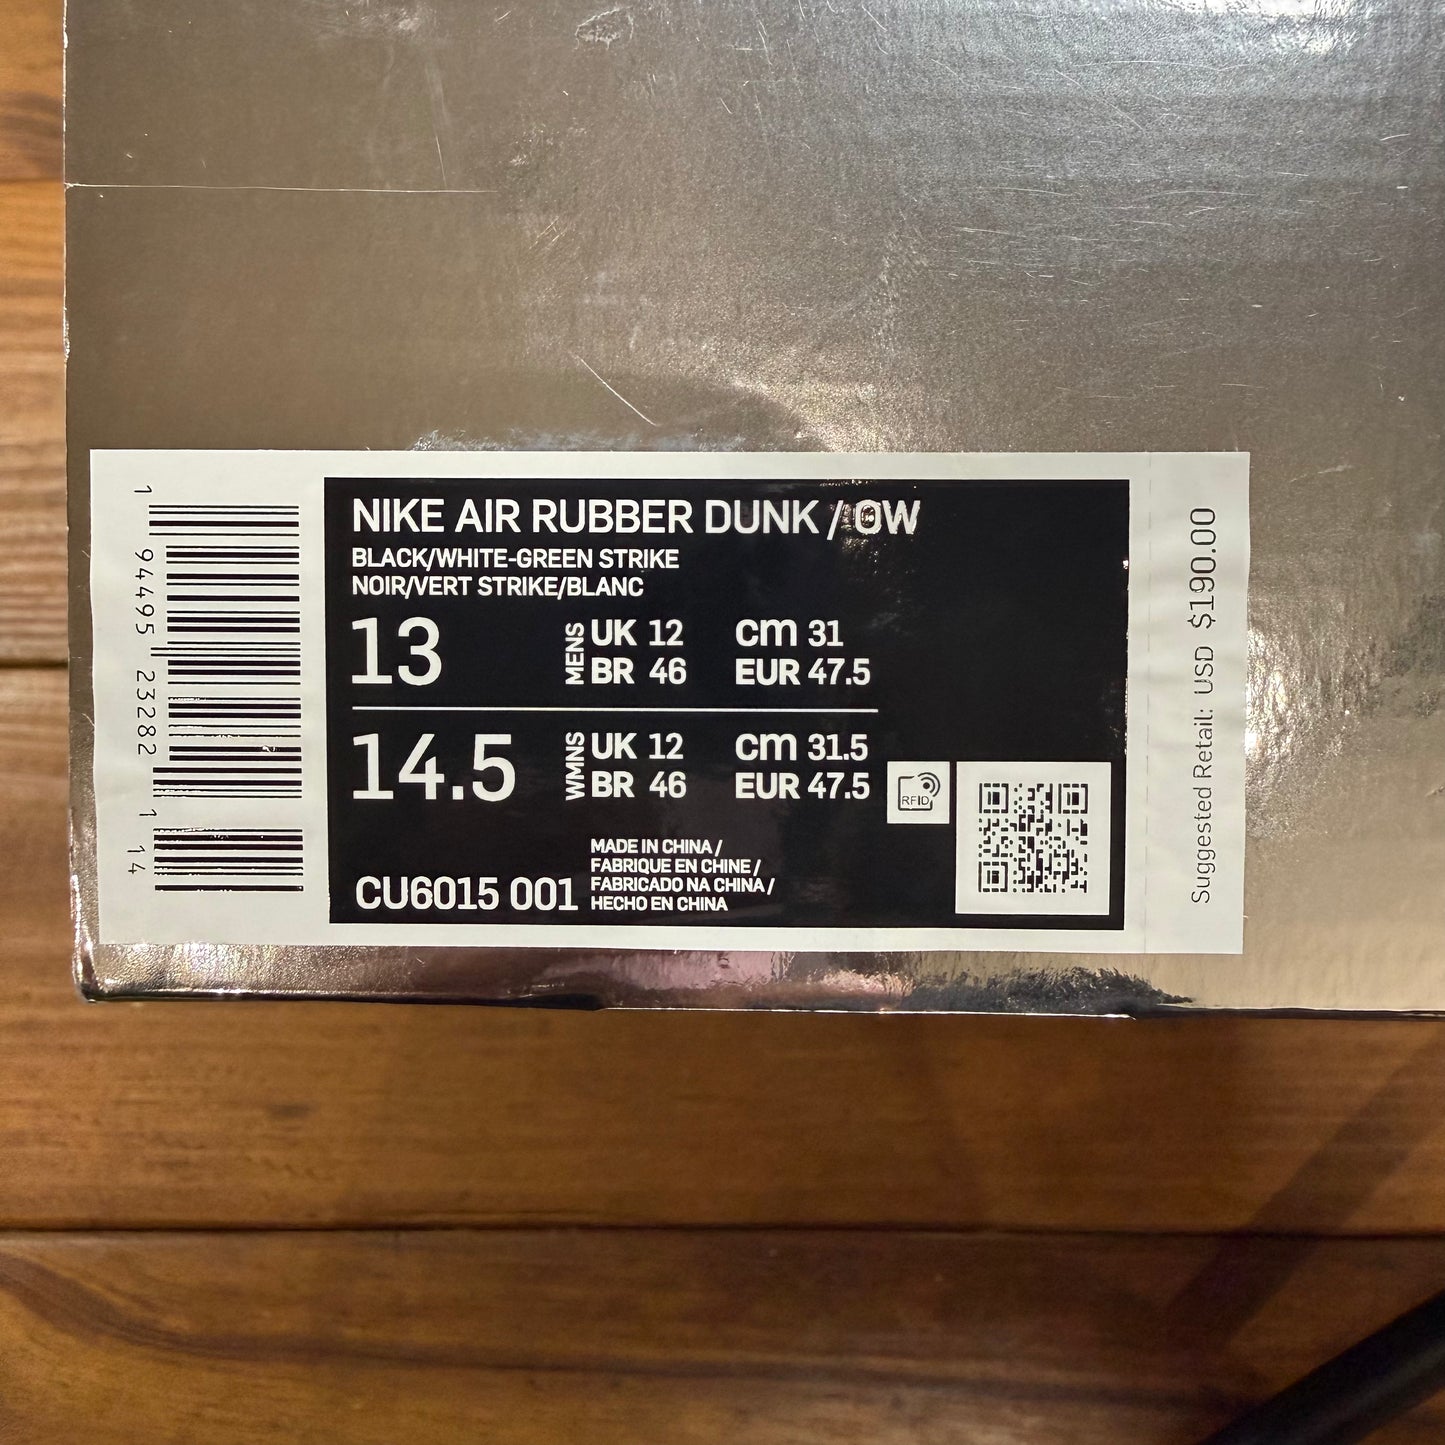 NIKE AIR RUBBER DUNK / OW
BLACK/WHITE-GREEN STRIKE
NOIR/VERT STRIKE/BLANC
13
MENS
UK 12 cm 31
BR 46 EUR 47.5
14.5
WMNS
UK 12 cm 31.5
BR 46 EUR 47.5
RFID
MADE IN CHINA /
FABRIQUE EN CHINE /
FABRICADO NA CHINA /
HECHO EN CHINA
CU6015 001
1 94495 23282 1 14
Suggested Retail: USD $190.00